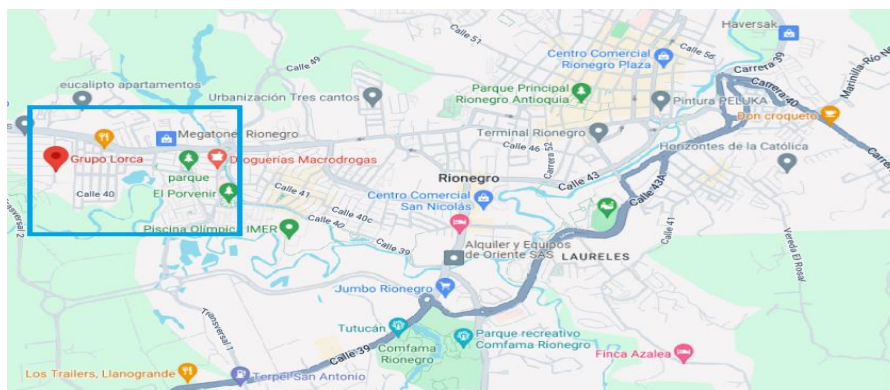 Haversak
Calle 51
Centro Comercial
Rionegro Plaza
Calle 56
Carrera 39
Calle 49
eucalipto apartamentos
Urbanización Tres cantos
Parque Principal
Rionegro Antioquia
Pintura PELUKA
Carrera 40
Don croqueto
Megatone Rionegro
Terminal Rionegro
Grupo Lorca
Droguerías Macrodrogas
parque
Calle 46
Carrera 52
Horizontes de la Católica
Calle 40
El Porvenir
Calle 41
Rionegro
Calle 43
Calle 43A
Centro Comercial
San Nicolás
Calle 40c
Calle 40
Calle 41
Piscina Olímpica IMER
Calle 39
Alquiler y Equipos
de Oriente SAS
LAURELES
Vereda El Rosal
Transversal 2
Jumbo Rionegro
Transversal 1
Tutucán
Comfama
Rionegro
Parque recreativo
Comfama Rionegro
Calle 39
Finca Azalea
Los Trailers, Llanogrande
Terpel San Antonio